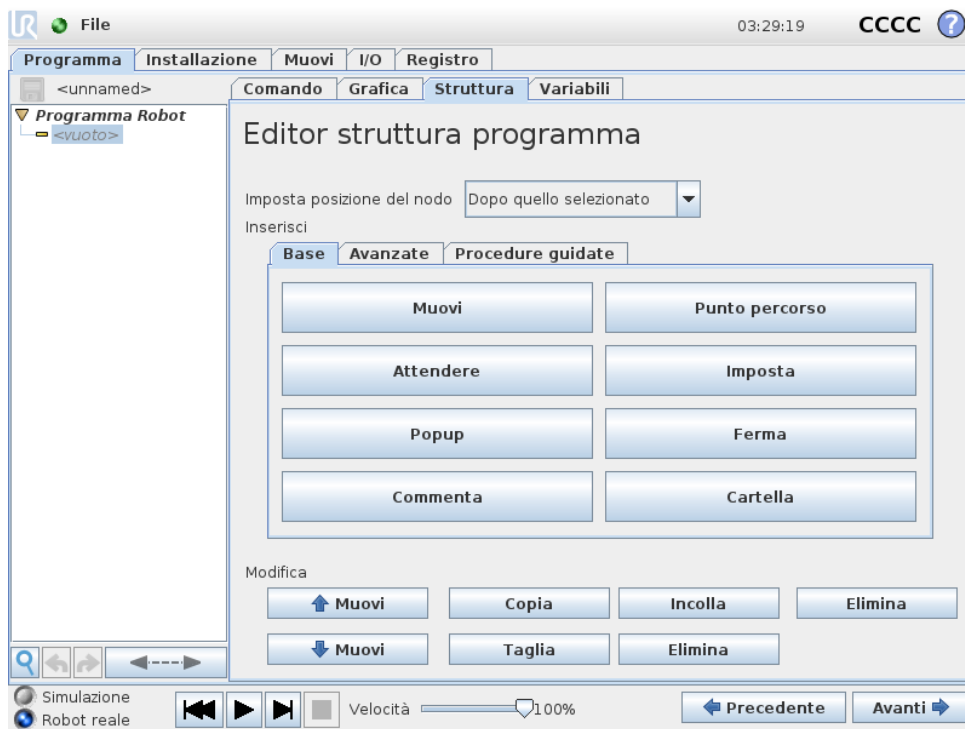 UR File 03:29:19 CCCC ?
Programma Installazione Muovi I/O Registro
<unnamed> Comando Grafica Struttura Variabili
Programma Robot
<vuoto>
Editor struttura programma
Imposta posizione del nodo Dopo quello selezionato
Inserisci
Base Avanzate Procedure guidate
Muovi Punto percorso
Attendere Imposta
Popup Ferma
Commenta Cartella
Modifica
Muovi Copia Incolla Elimina
Muovi Taglia Elimina
Simulazione
Robot reale
Velocità 100% Precedente Avanti